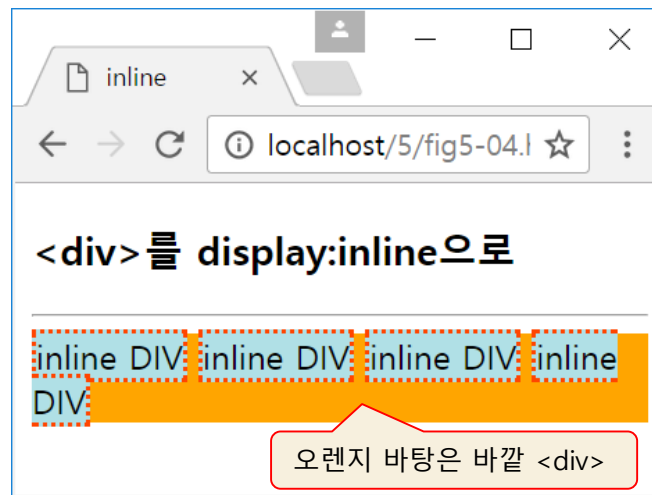 inline
localhost/5/fig5-04.h
<div>를 display:inline으로
inline DIV inline DIV inline DIV inline
DIV
오렌지 바탕은 바깥 <div>